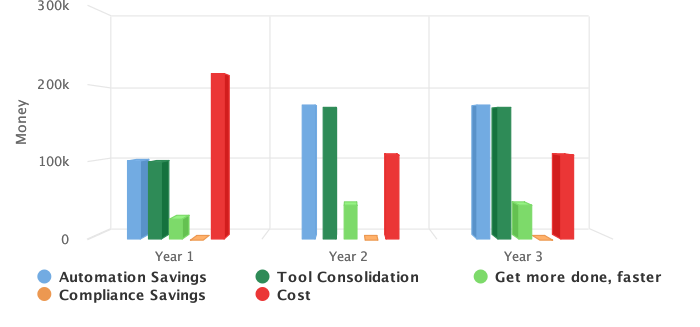 300k
200k
100k
0
Money
Year 1
Year 2
Year 3
Automation Savings
Tool Consolidation
Get more done, faster
Compliance Savings
Cost